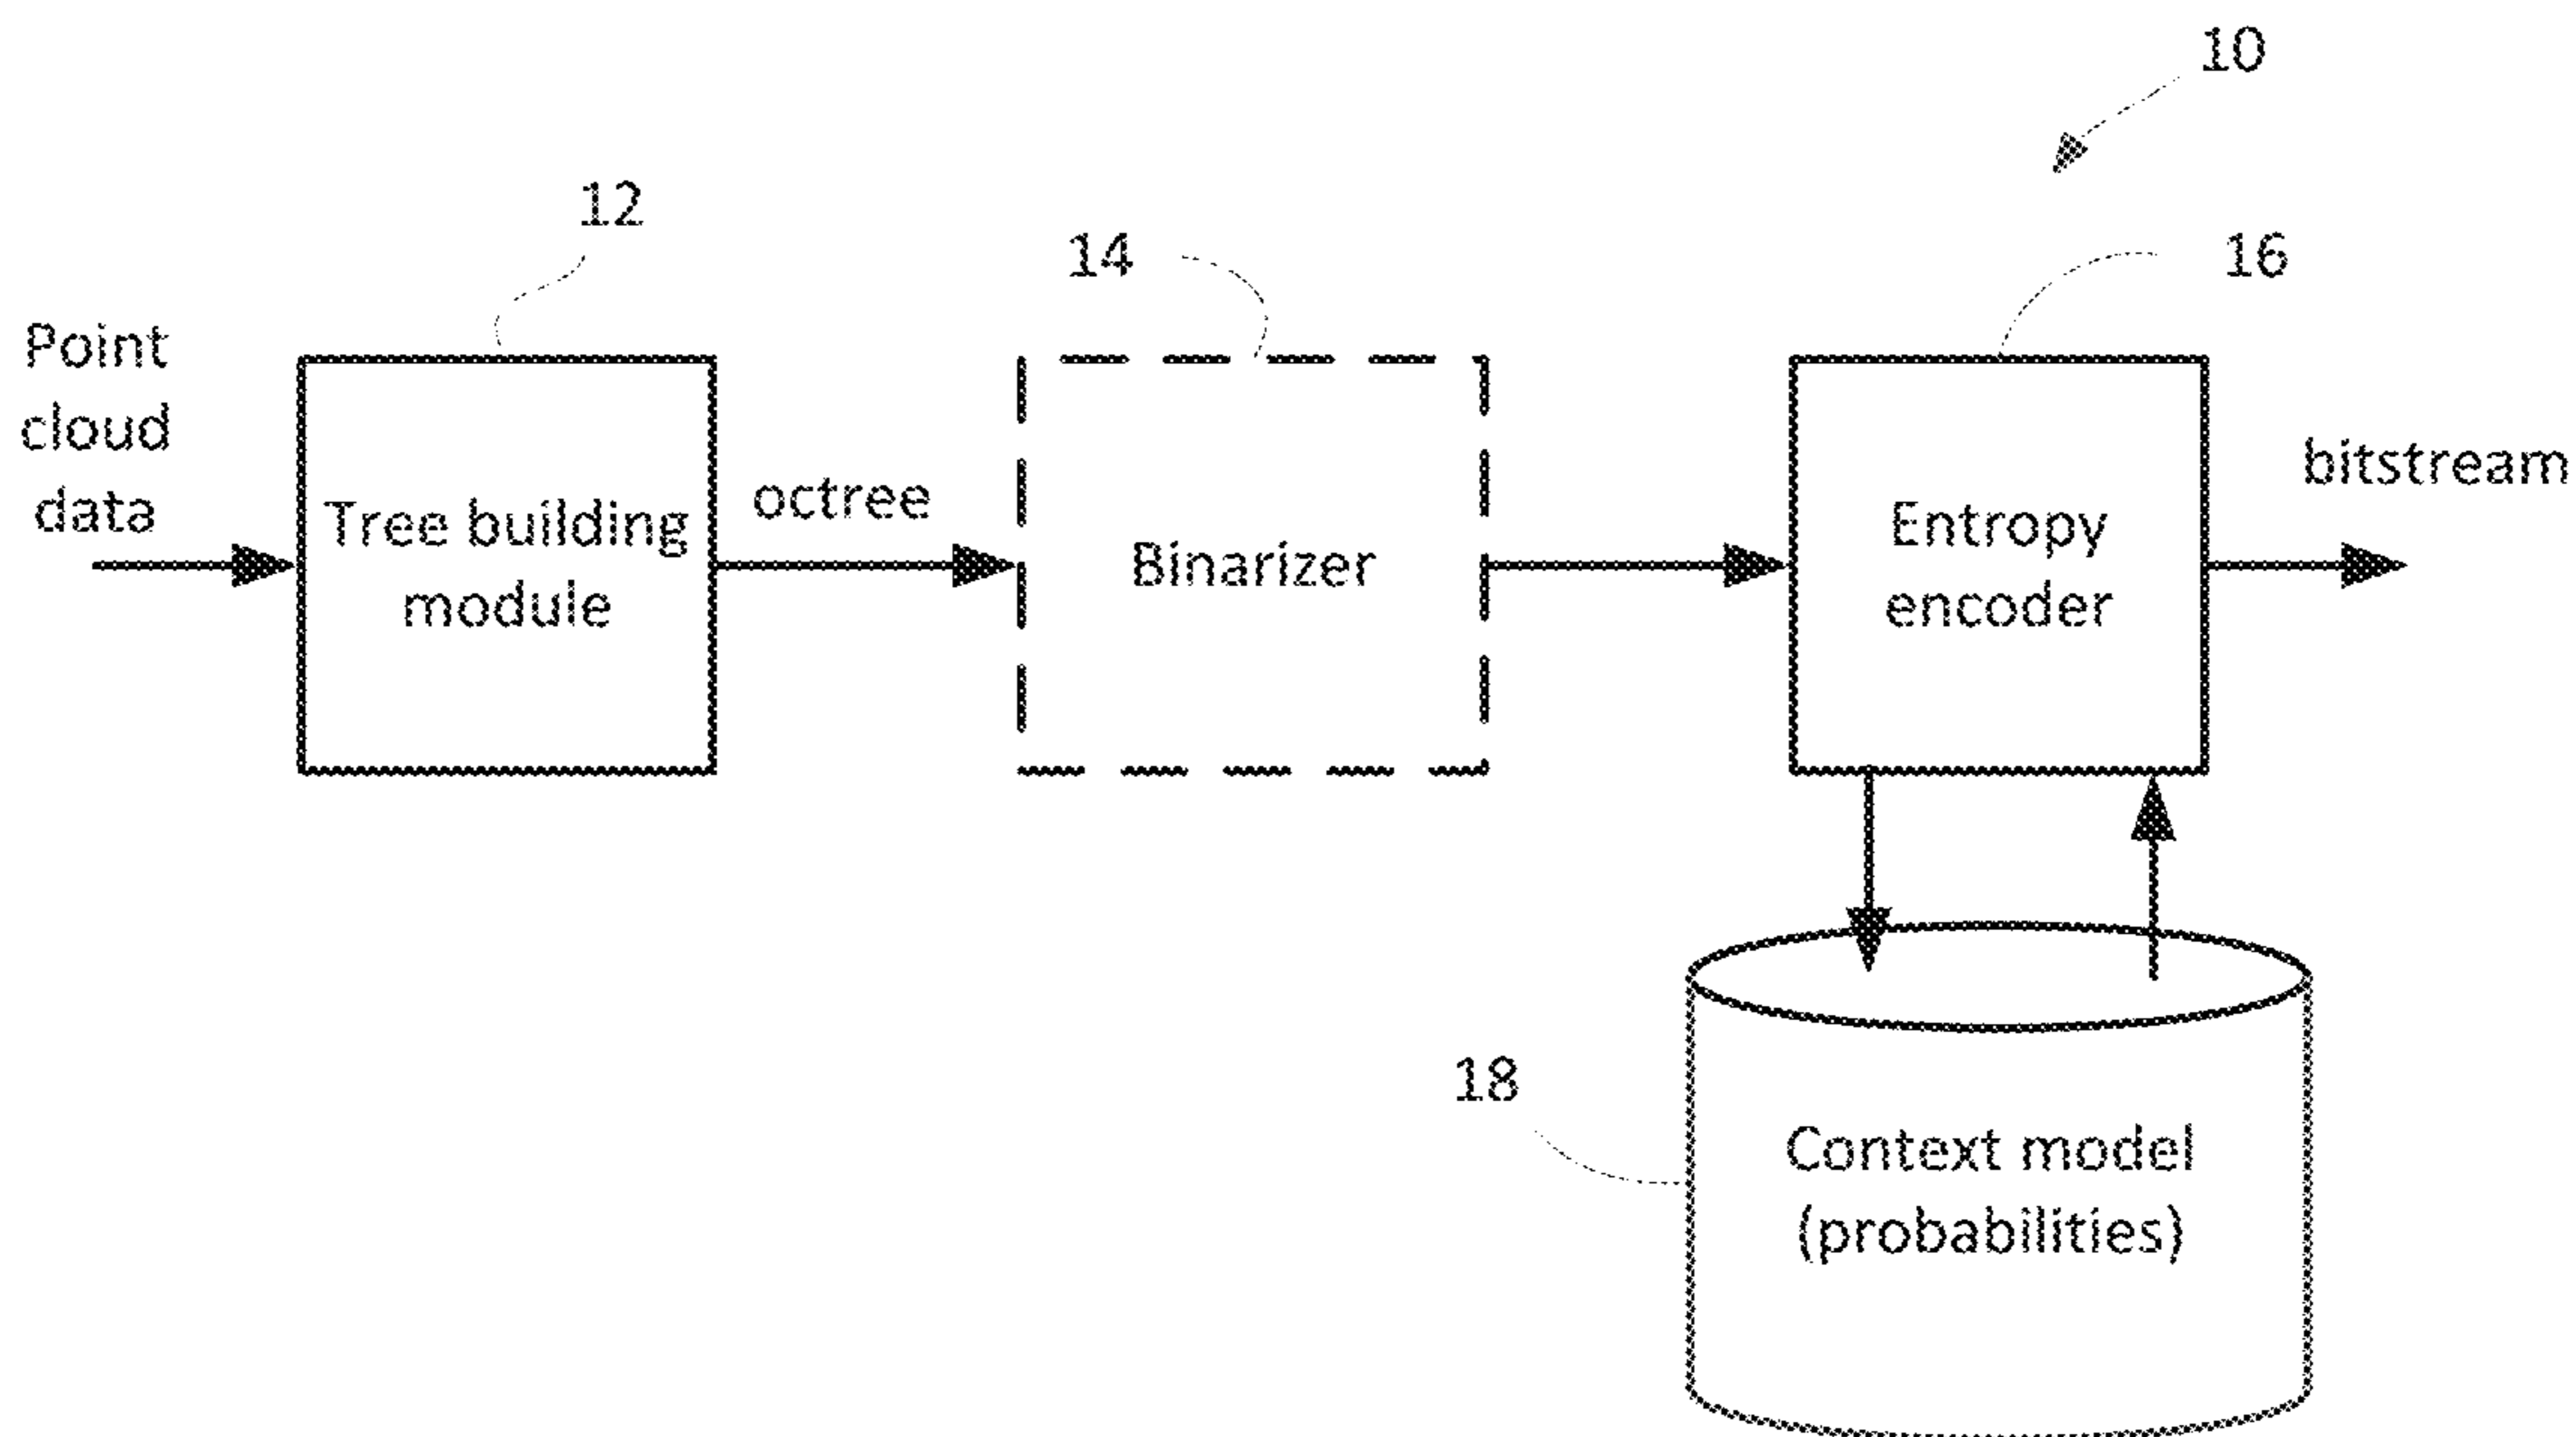 10
12
14
16
Point
cloud
data
Tree building
module
octree
Binarizer
Entropy
encoder
bitstream
18
Context model
(probabilities)